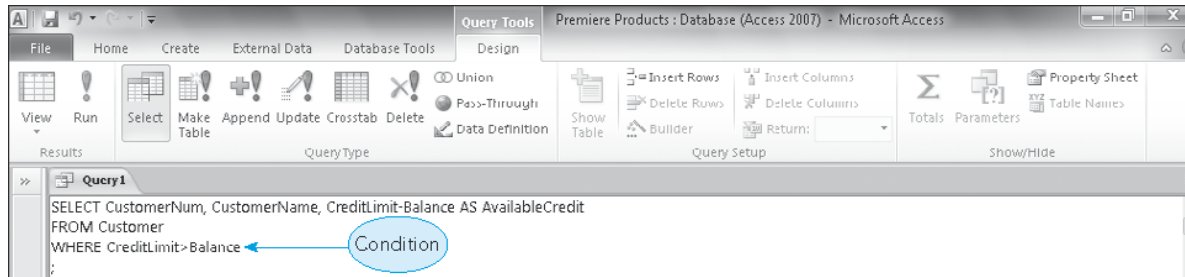 A
Query Tools
Premiere Products : Database (Access 2007) - Microsoft Access
File Home Create External Data Database Tools Design
View
Run
Select
Make Table
Append
Update
Crosstab
Delete
Union
Pass-Through
Data Definition
Show Table
Insert Rows
Delete Rows
Builder
Insert Columns
Delete Columns
Return:
Totals
Parameters
Property Sheet
Table Names
Results
Query Type
Query Setup
Show/Hide
Query1
SELECT CustomerNum, CustomerName, CreditLimit-Balance AS AvailableCredit
FROM Customer
WHERE CreditLimit>Balance
;
Condition